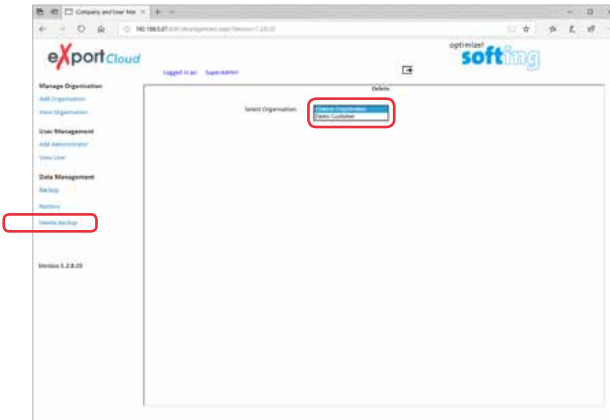 Company and User Mar
eXport Cloud
optimize!
softing
Logged in as: SuperAdmin
Manage Organisation
Add Organisation
View Organisation
User Management
Add Administrator
View User
Data Management
Backup
Restore
Delete Backup
Version 5.2.8.20
Delete
Select Organisation:
Choose Organisation
Demo Customer